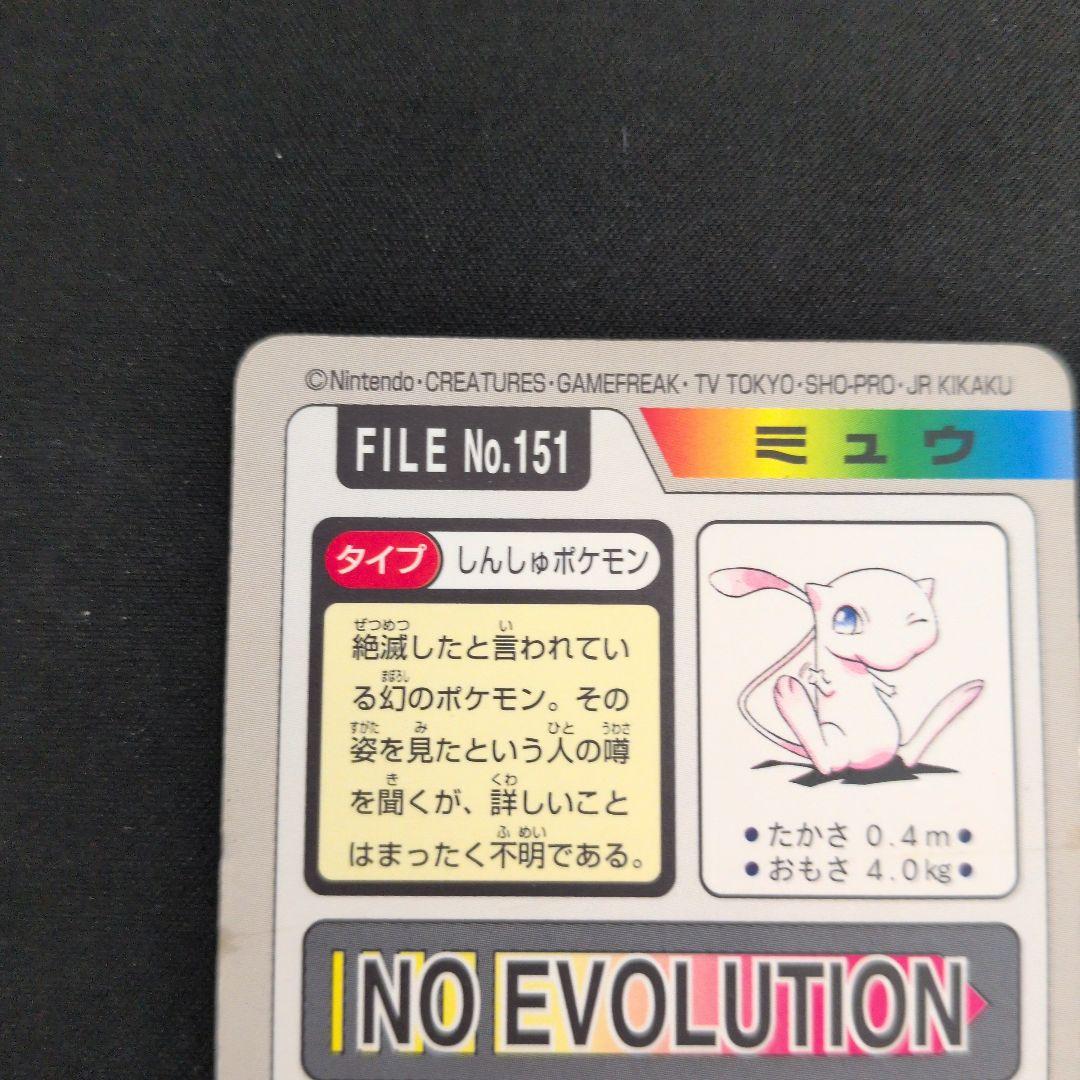 ©Nintendo・CREATURES・GAMEFREAK・TV TOKYO・SHO-PRO・JR KIKAKU
FILE No.151
ミュウ
タイプ しんしゅポケモン
ぜつめつ い
絶滅したと言われてい
まぼろし
る幻のポケモン。その
すがた み ひと うわさ
姿を見たという人の噂
き くわ
を聞くが、詳しいこと
ふめい
はまったく不明である。
●たかさ 0.4m●
●おもさ 4.0kg●
NO EVOLUTION